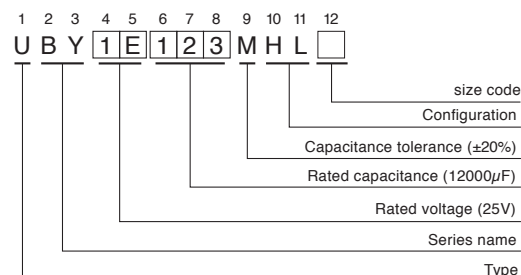 1 2 3 4 5 6 7 8 9 10 11 12
U B Y 1 E 1 2 3 M H L
size code
Configuration
Capacitance tolerance (±20%)
Rated capacitance (12000µF)
Rated voltage (25V)
Series name
Type